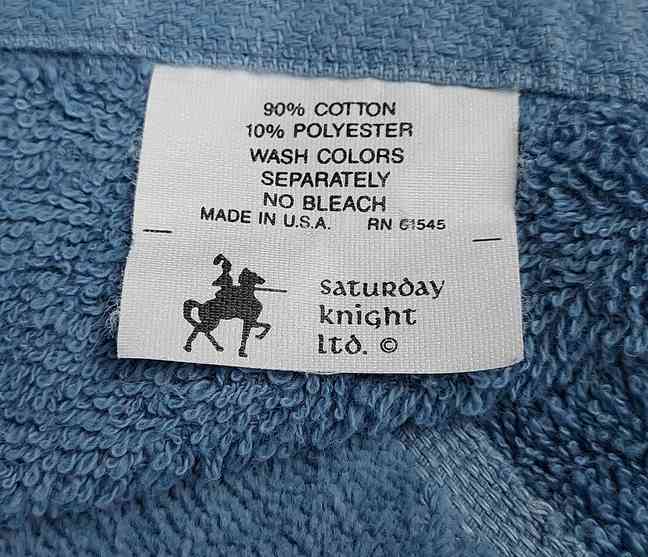 90% COTTON
10% POLYESTER
WASH COLORS
SEPARATELY
NO BLEACH
MADE IN U.S.A. RN 61545
saturday
knight
ltd. ©